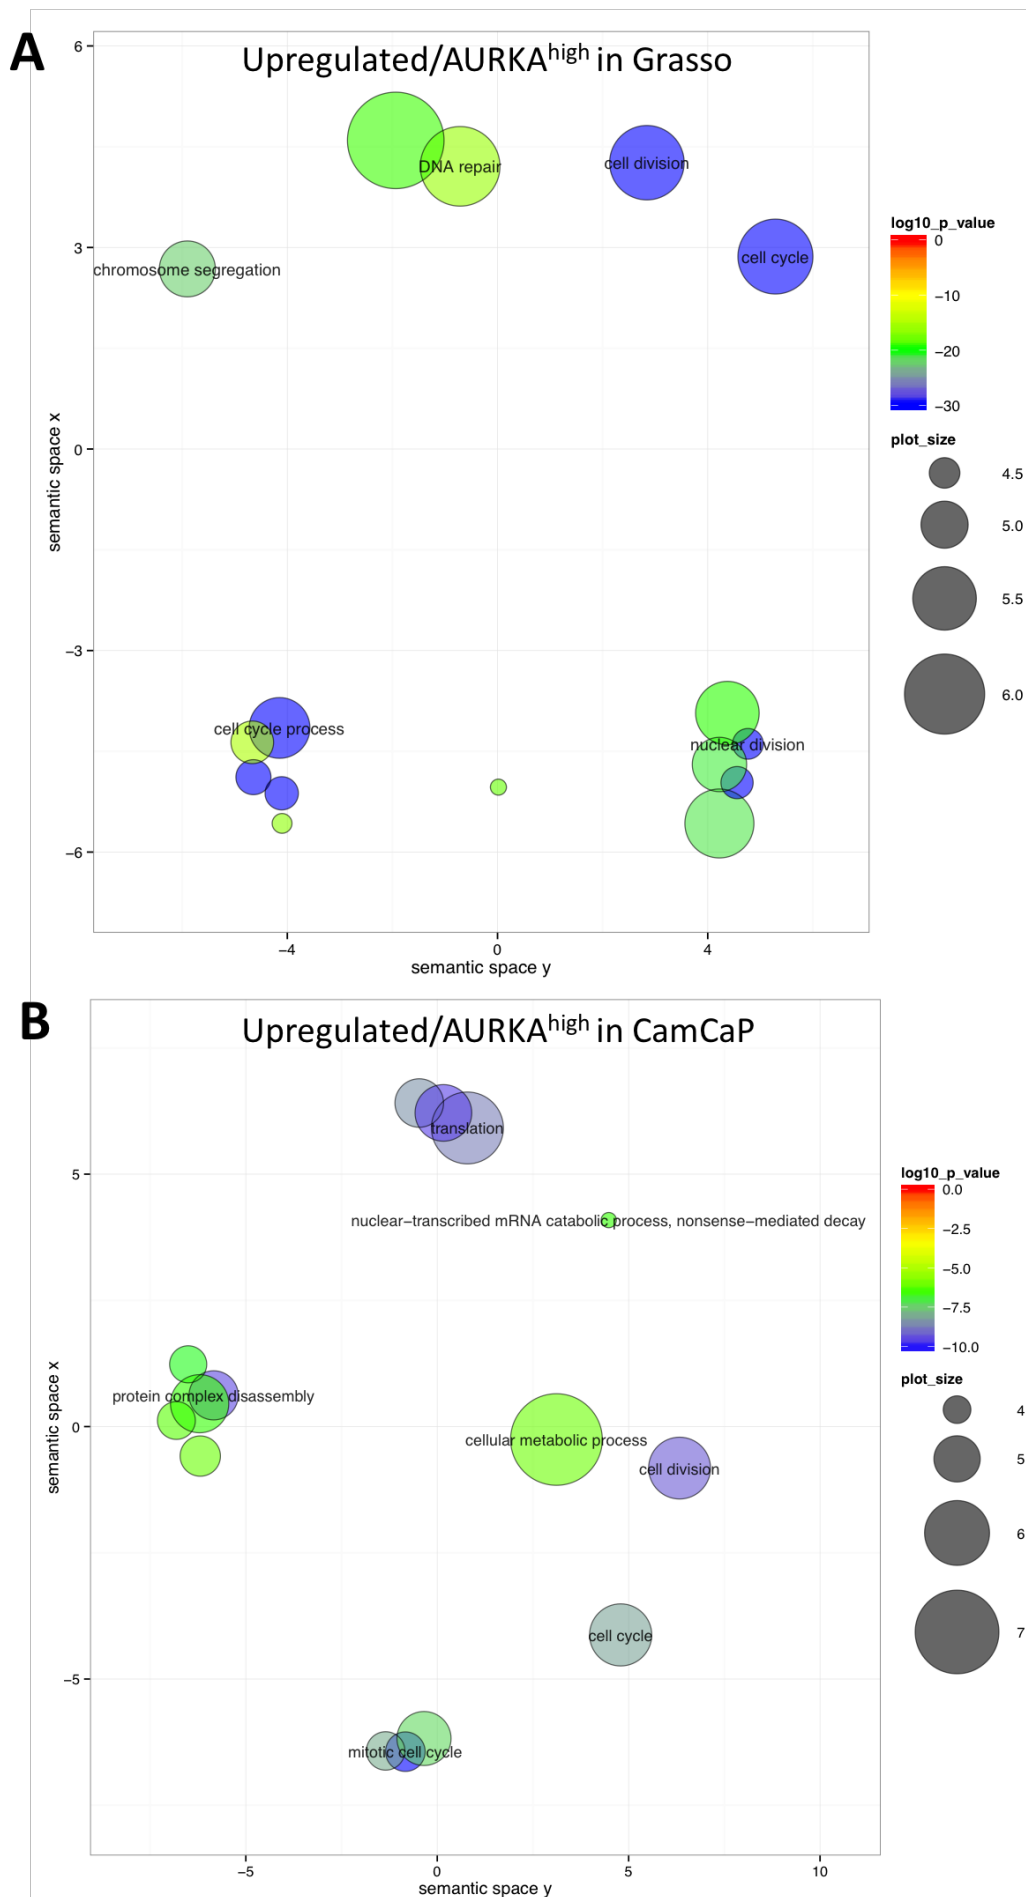 A
Upregulated/AURKAhigh in Grasso
6
3
0
−3
−6
semantic space x
DNA repair
cell division
cell cycle
chromosome segregation
cell cycle process
nuclear division
−4
0
4
semantic space y
log10_p_value
0
−10
−20
−30
plot_size
4.5
5.0
5.5
6.0
B
Upregulated/AURKAhigh in CamCaP
5
0
−5
semantic space x
translation
nuclear−transcribed mRNA catabolic process, nonsense−mediated decay
protein complex disassembly
cellular metabolic process
cell division
cell cycle
mitotic cell cycle
−5
0
5
10
semantic space y
log10_p_value
0.0
−2.5
−5.0
−7.5
−10.0
plot_size
4
5
6
7